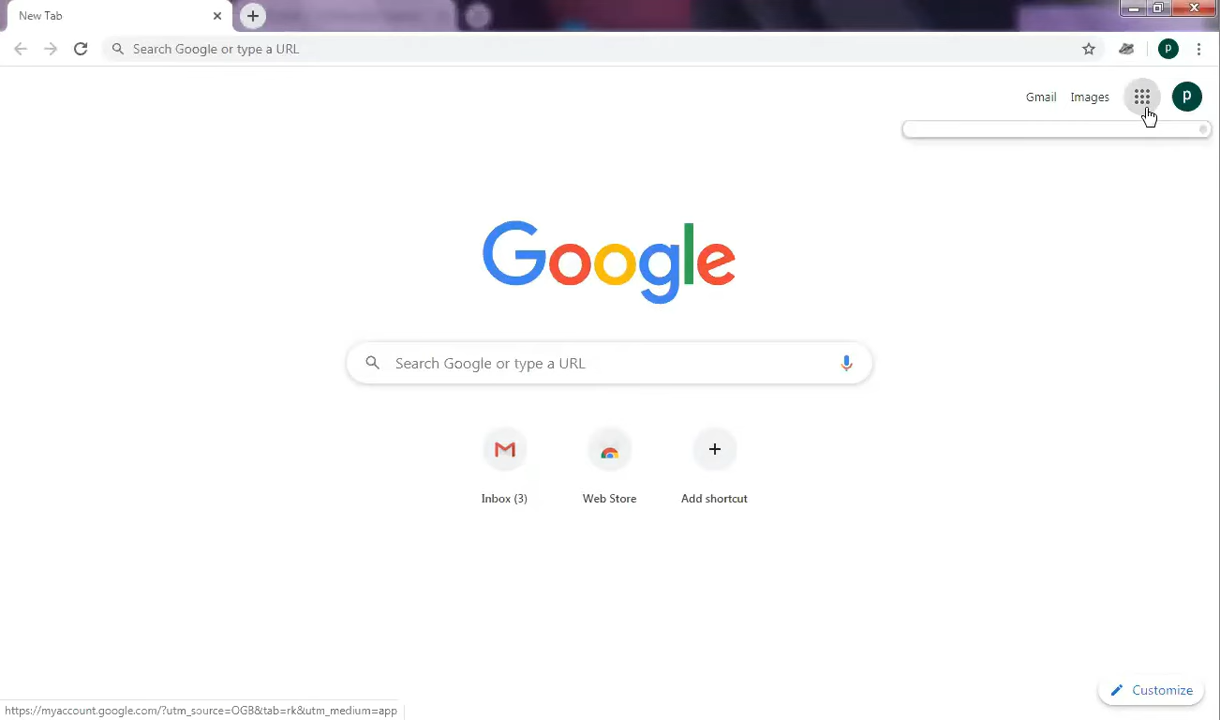 New Tab
Search Google or type a URL
p
Gmail Images p
Google
Search Google or type a URL
Inbox (3) Web Store Add shortcut
Customize
https://myaccount.google.com/?utm_source=OGB&tab=rk&utm_medium=app